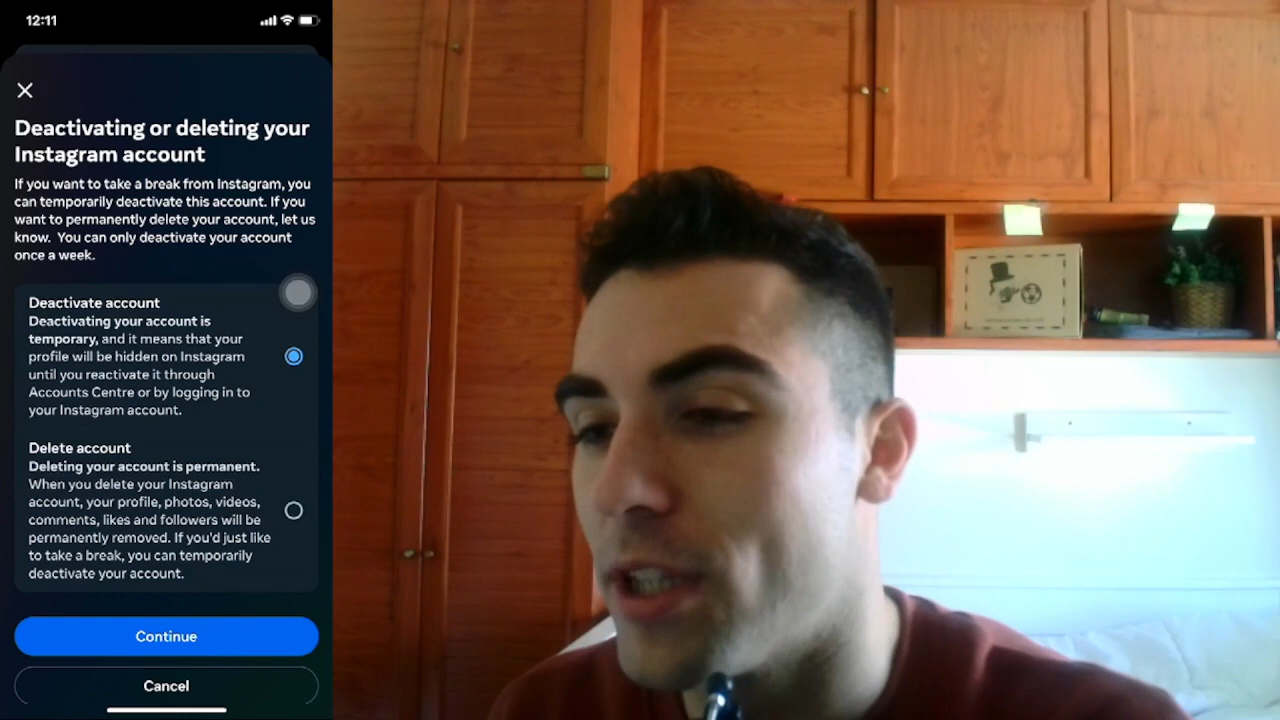 12:11
Deactivating or deleting your
Instagram account
If you want to take a break from Instagram, you
can temporarily deactivate this account. If you
want to permanently delete your account, let us
know. You can only deactivate your account
once a week.
Deactivate account
Deactivating your account is
temporary, and it means that your
profile will be hidden on Instagram
until you reactivate it through
Accounts Centre or by logging in to
your Instagram account.
Delete account
Deleting your account is permanent.
When you delete your Instagram
account, your profile, photos, videos,
comments, likes and followers will be
permanently removed. If you'd just like
to take a break, you can temporarily
deactivate your account.
Continue
Cancel